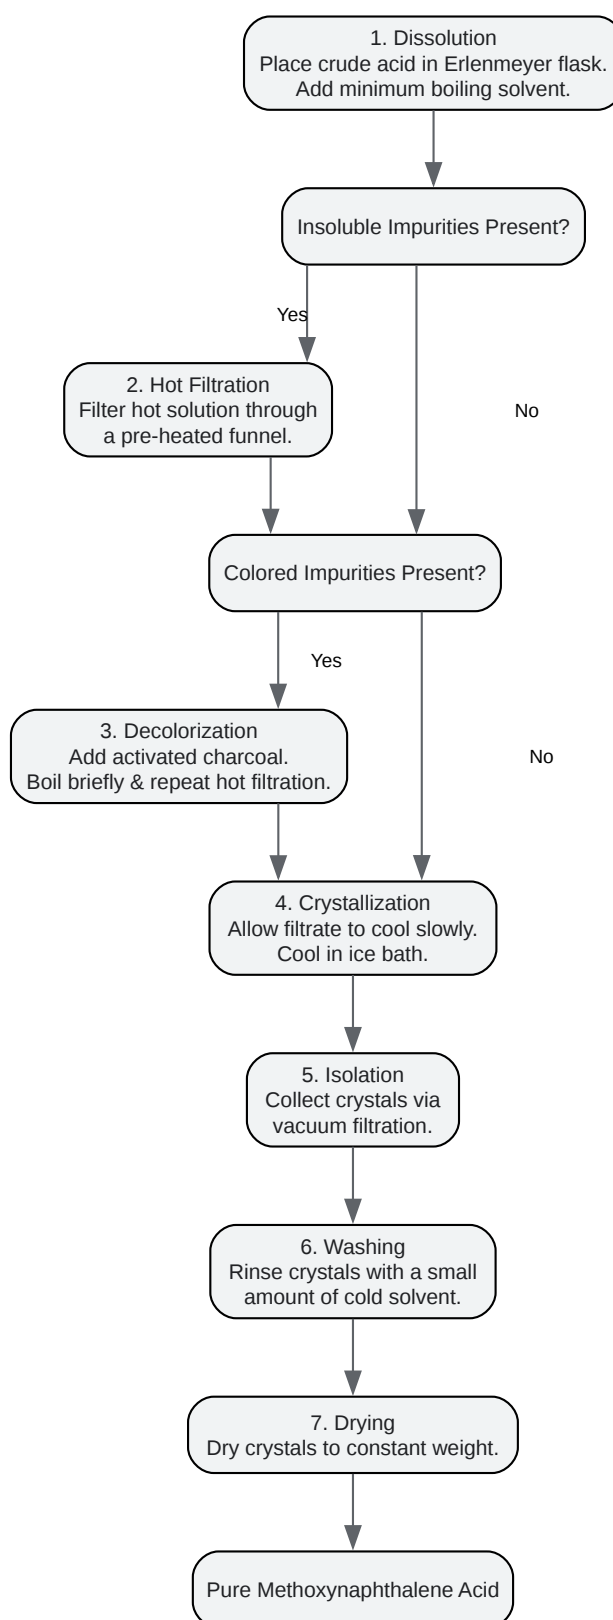 1. Dissolution
Place crude acid in Erlenmeyer flask.
Add minimum boiling solvent.
Insoluble Impurities Present?
Yes
2. Hot Filtration
Filter hot solution through
a pre-heated funnel.
No
Colored Impurities Present?
Yes
3. Decolorization
Add activated charcoal.
Boil briefly & repeat hot filtration.
No
4. Crystallization
Allow filtrate to cool slowly.
Cool in ice bath.
5. Isolation
Collect crystals via
vacuum filtration.
6. Washing
Rinse crystals with a small
amount of cold solvent.
7. Drying
Dry crystals to constant weight.
Pure Methoxynaphthalene Acid